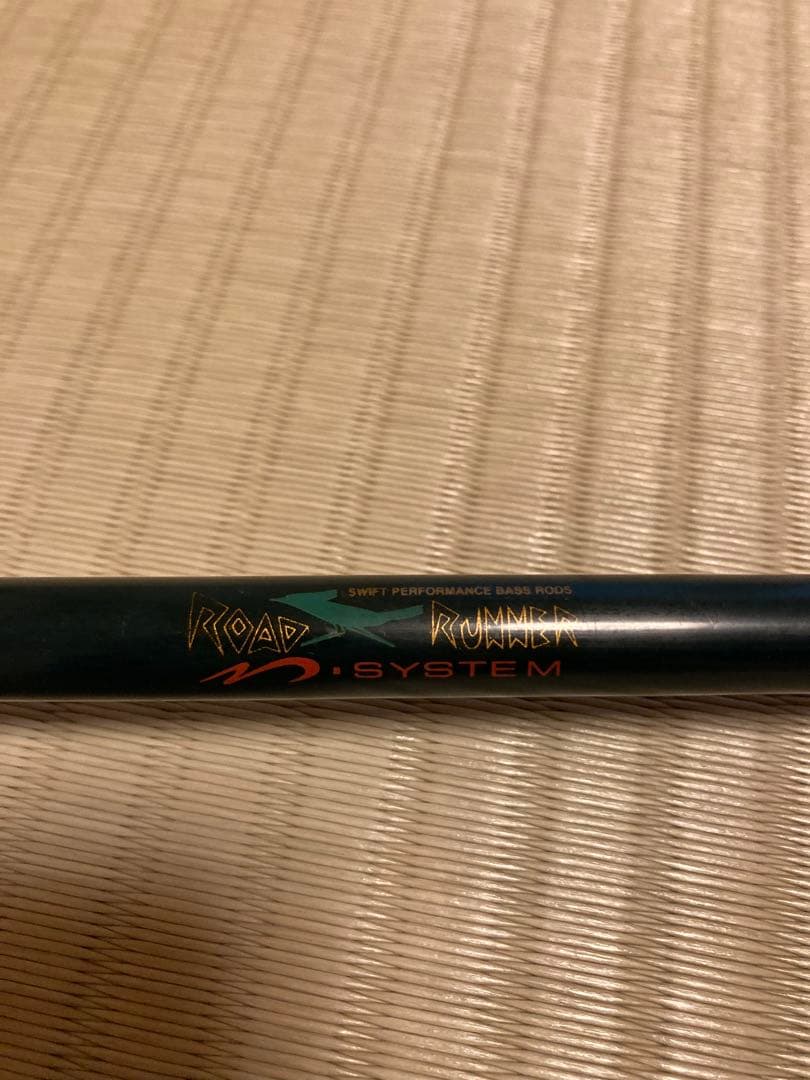 SWIFT PERFORMANCE BASS RODS
ROAD RUNNER
n·SYSTEM